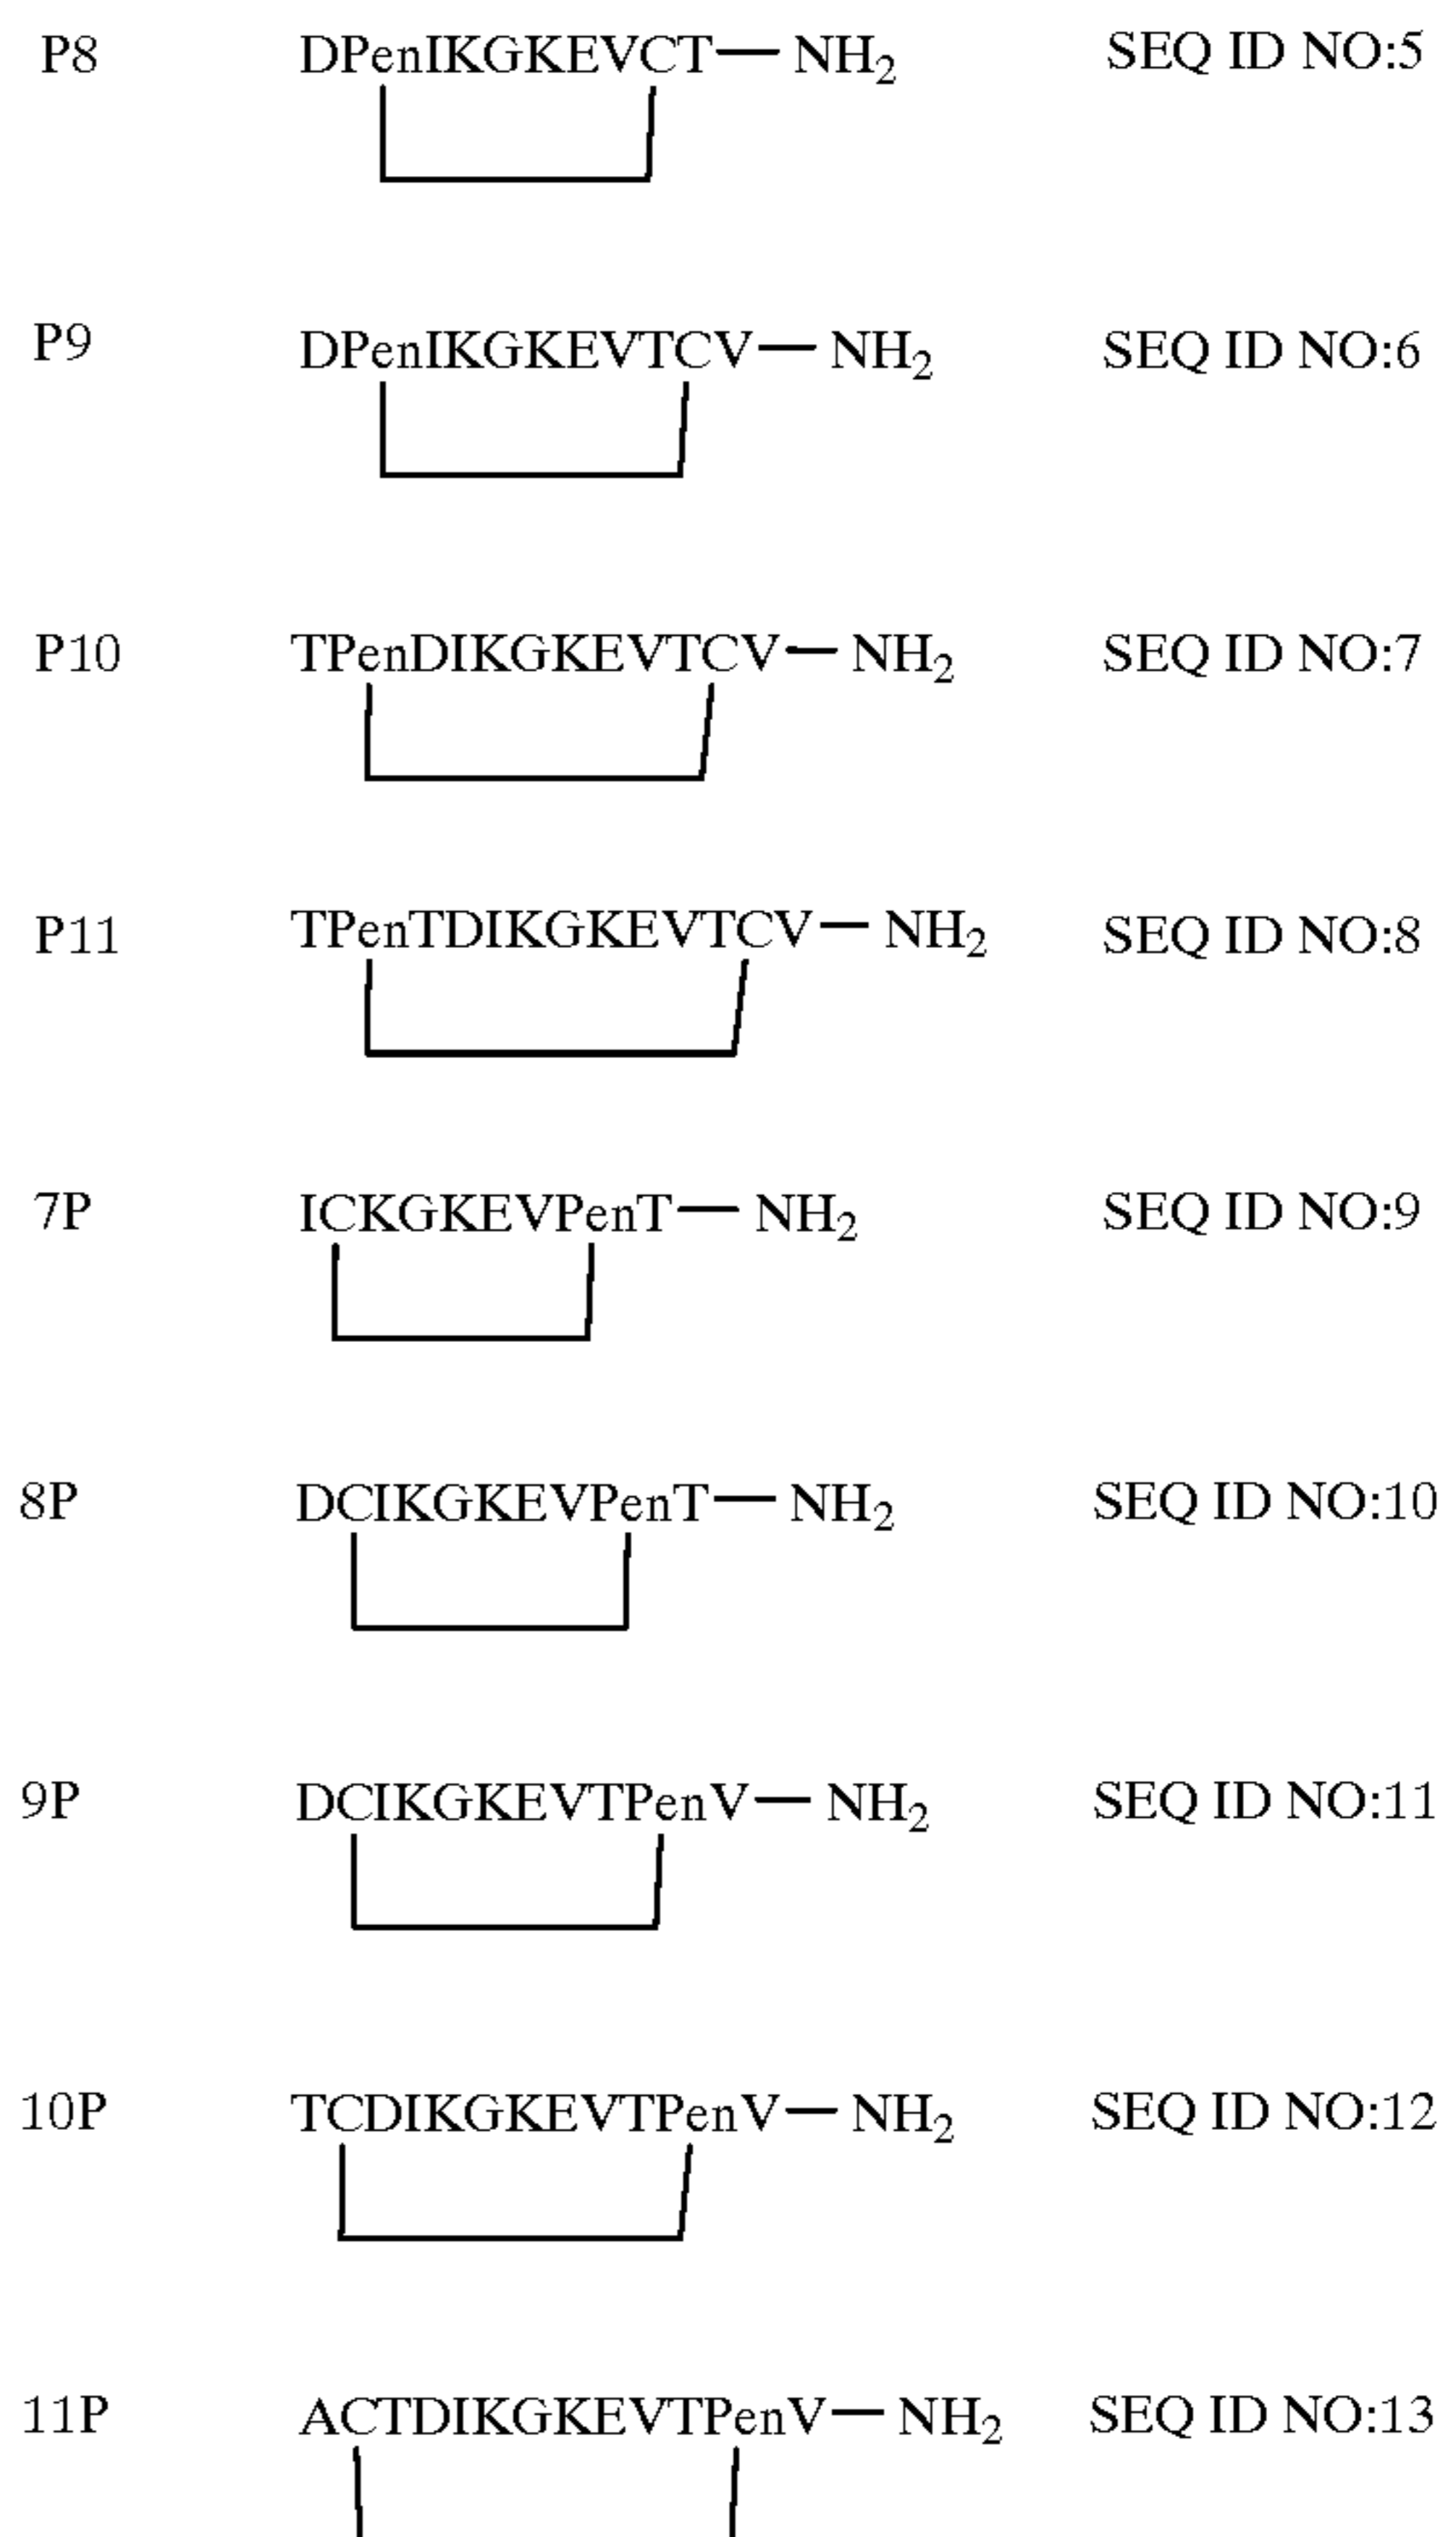 P8 DPenIKGKEVCT—NH2 SEQ ID NO:5
P9 DPenIKGKEVTCV—NH2 SEQ ID NO:6
P10 TPenDIKGKEVTCV—NH2 SEQ ID NO:7
P11 TPenTDIKGKEVTCV—NH2 SEQ ID NO:8
7P ICKGKEVPenT—NH2 SEQ ID NO:9
8P DCIKGKEVPenT—NH2 SEQ ID NO:10
9P DCIKGKEVTPenV—NH2 SEQ ID NO:11
10P TCDIKGKEVTPenV—NH2 SEQ ID NO:12
11P ACTDIKGKEVTPenV—NH2 SEQ ID NO:13